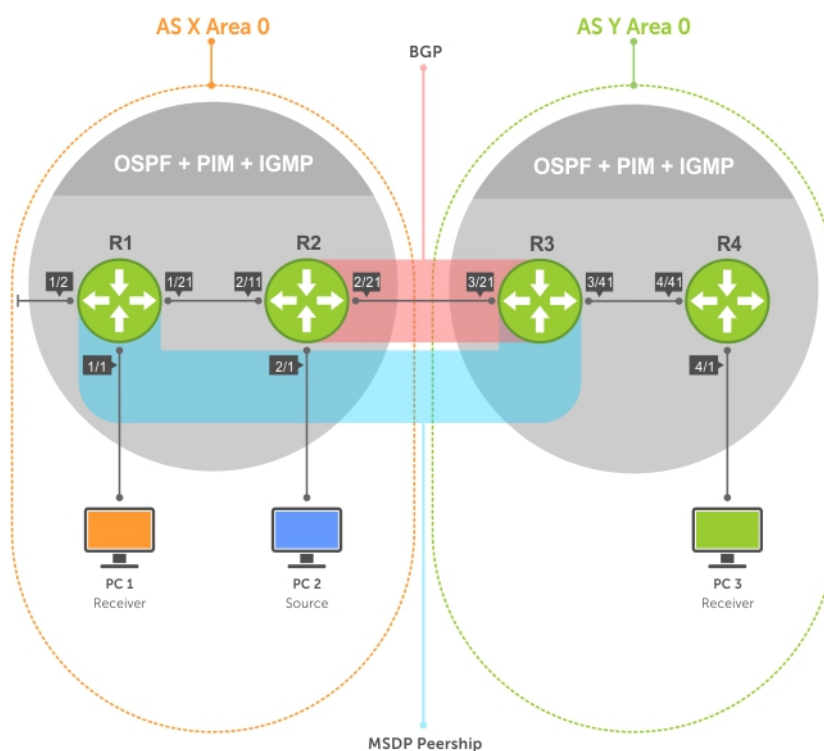 AS X Area 0
BGP
AS Y Area 0
OSPF + PIM + IGMP
OSPF + PIM + IGMP
R1
R2
R3
R4
1/2
1/21
2/11
2/21
3/21
3/41
4/41
1/1
2/1
4/1
PC 1
Receiver
PC 2
Source
PC 3
Receiver
MSDP Peership